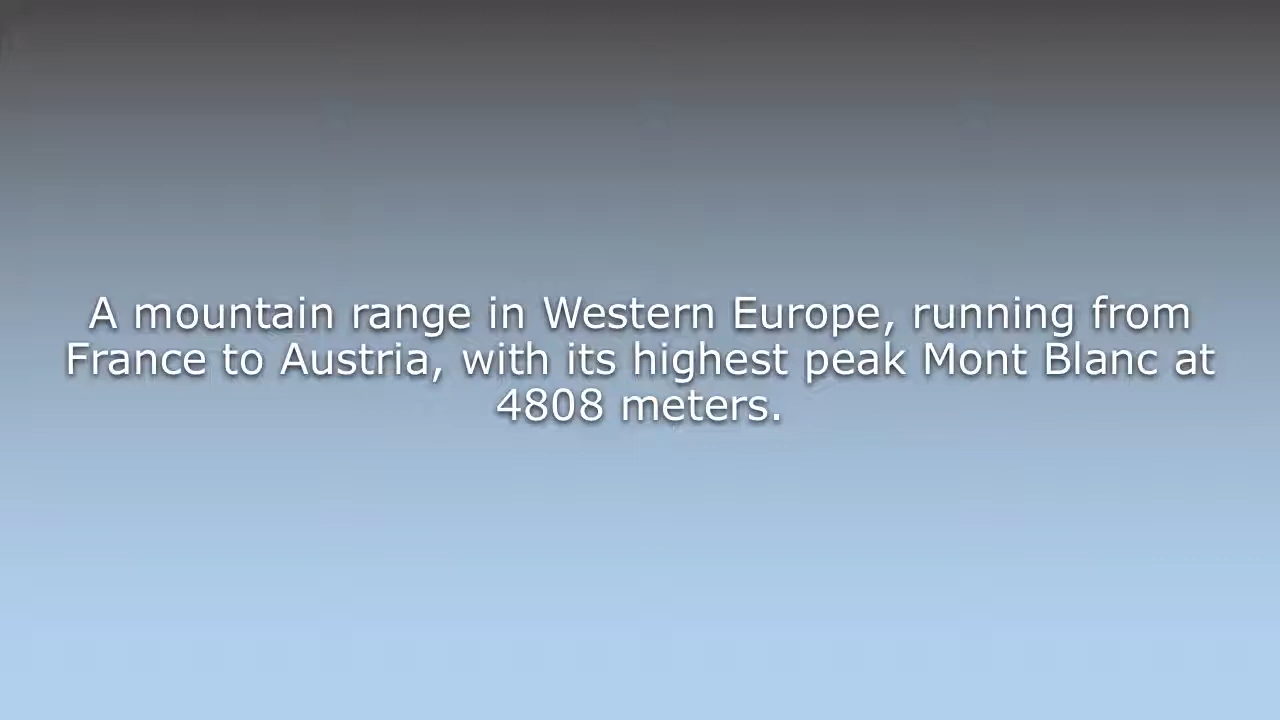 A mountain range in Western Europe, running from
France to Austria, with its highest peak Mont Blanc at
4808 meters.